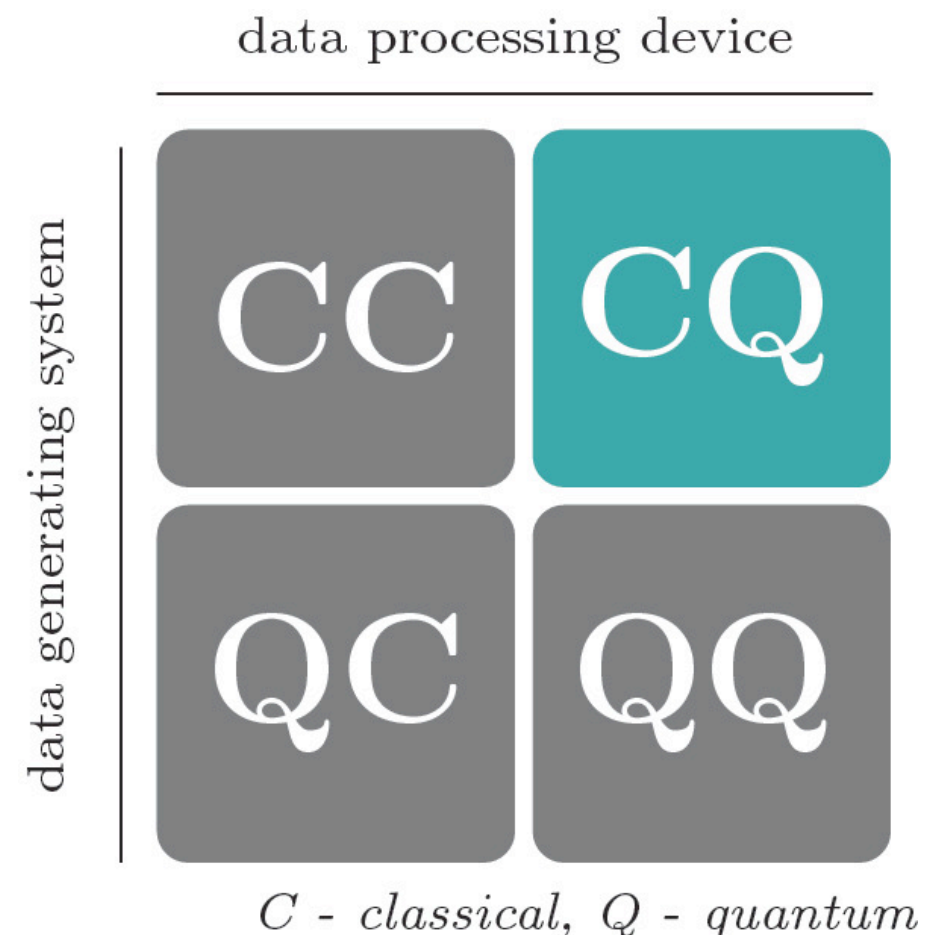 data processing device
data generating system
CC
CQ
QC
QQ
C - classical, Q - quantum